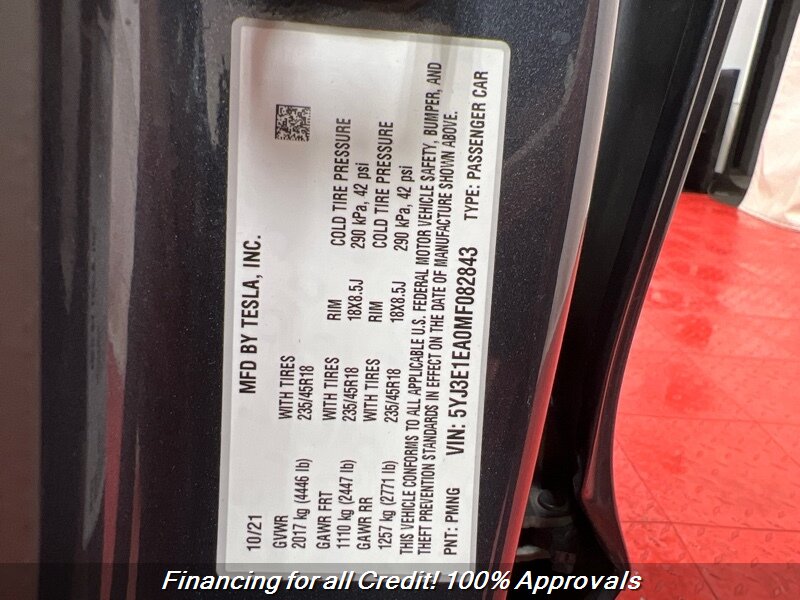 MFD BY TESLA, INC.
10/21
GVWR WITH TIRES
2017 kg (4446 lb) 235/45R18
GAWR FRT WITH TIRES RIM COLD TIRE PRESSURE
1110 kg (2447 lb) 235/45R18 18X8.5J 290 kPa, 42 psi
GAWR RR WITH TIRES RIM COLD TIRE PRESSURE
1257 kg (2771 lb) 235/45R18 18X8.5J 290 kPa, 42 psi
THIS VEHICLE CONFORMS TO ALL APPLICABLE U.S. FEDERAL MOTOR VEHICLE SAFETY, BUMPER, AND
THEFT PREVENTION STANDARDS IN EFFECT ON THE DATE OF MANUFACTURE SHOWN ABOVE.
PNT: PMNG VIN: 5YJ3E1EA0MF082843 TYPE: PASSENGER CAR
Financing for all Credit! 100% Approvals